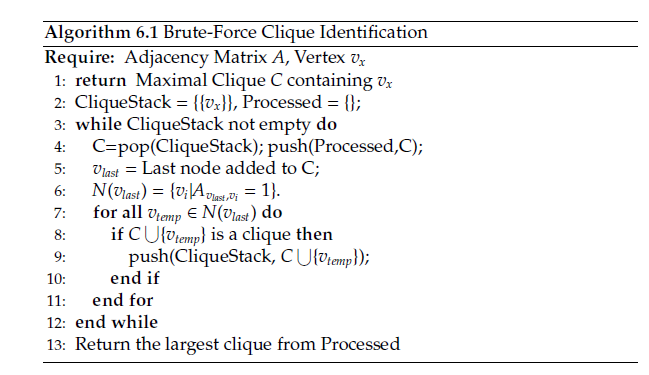 Algorithm 6.1 Brute-Force Clique Identification
Require: Adjacency Matrix A, Vertex vₓ
1: return Maximal Clique C containing vₓ
2: CliqueStack = {{vₓ}}, Processed = {};
3: while CliqueStack not empty do
4: C=pop(CliqueStack); push(Processed,C);
5: v_last = Last node added to C;
6: N(v_last) = {v_i|A_{v_last,v_i} = 1}.
7: for all v_temp ∈ N(v_last) do
8: if C ⋃{v_temp} is a clique then
9: push(CliqueStack, C ⋃{v_temp});
10: end if
11: end for
12: end while
13: Return the largest clique from Processed